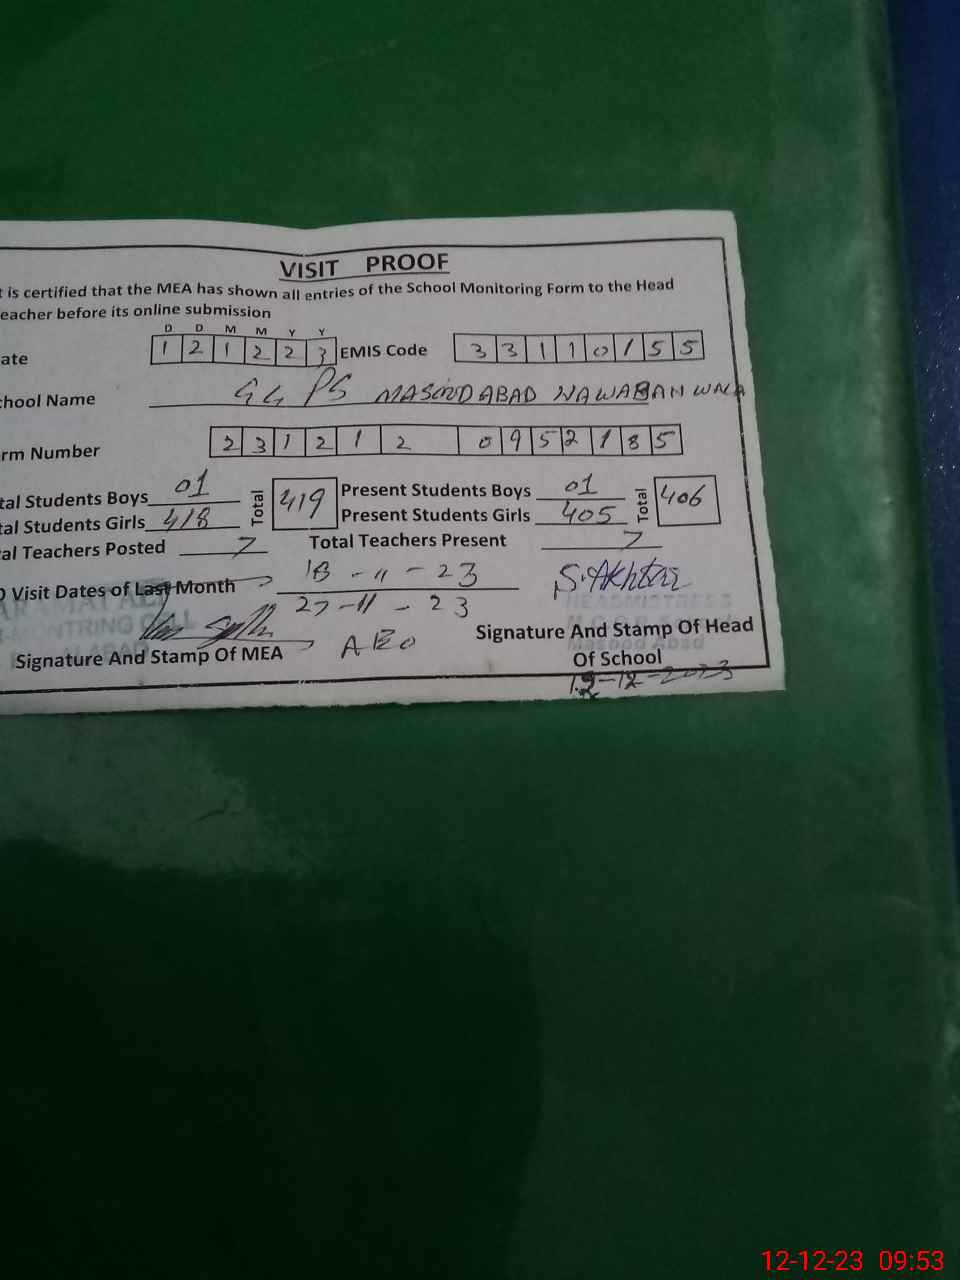 VISIT PROOF
t is certified that the MEA has shown all entries of the School Monitoring Form to the Head
eacher before its online submission
D D M M Y Y
ate 1 2 1 2 2 3 EMIS Code 3 3 1 1 0 1 5 5
chool Name GGPS MASOODABAD NAWABANWALA
rm Number 2 3 1 2 1 2 0 9 5 2 1 8 5
tal Students Boys 01 Total 419 Present Students Boys 01 Total 406
tal Students Girls 418 Present Students Girls 405
al Teachers Posted 7 Total Teachers Present 7
O Visit Dates of Last Month 18-11-23 S.Akhtar
27-11-23 HEADMISTRESS
MONTRING CELL
AEO Signature And Stamp Of Head
Signature And Stamp Of MEA Of School
12-12-2023
12-12-23 09:53